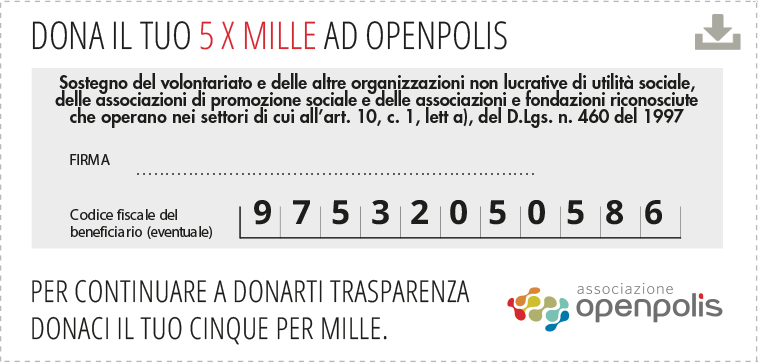 DONA IL TUO 5 X MILLE AD OPENPOLIS
Sostegno del volontariato e delle altre organizzazioni non lucrative di utilità sociale,
delle associazioni di promozione sociale e delle associazioni e fondazioni riconosciute
che operano nei settori di cui all'art. 10, c. 1, lett a), del D.Lgs. n. 460 del 1997
FIRMA ................................................................
Codice fiscale del
beneficiario (eventuale)
9 7 5 3 2 0 5 0 5 8 6
PER CONTINUARE A DONARTI TRASPARENZA
DONACI IL TUO CINQUE PER MILLE.
associazione
openpolis